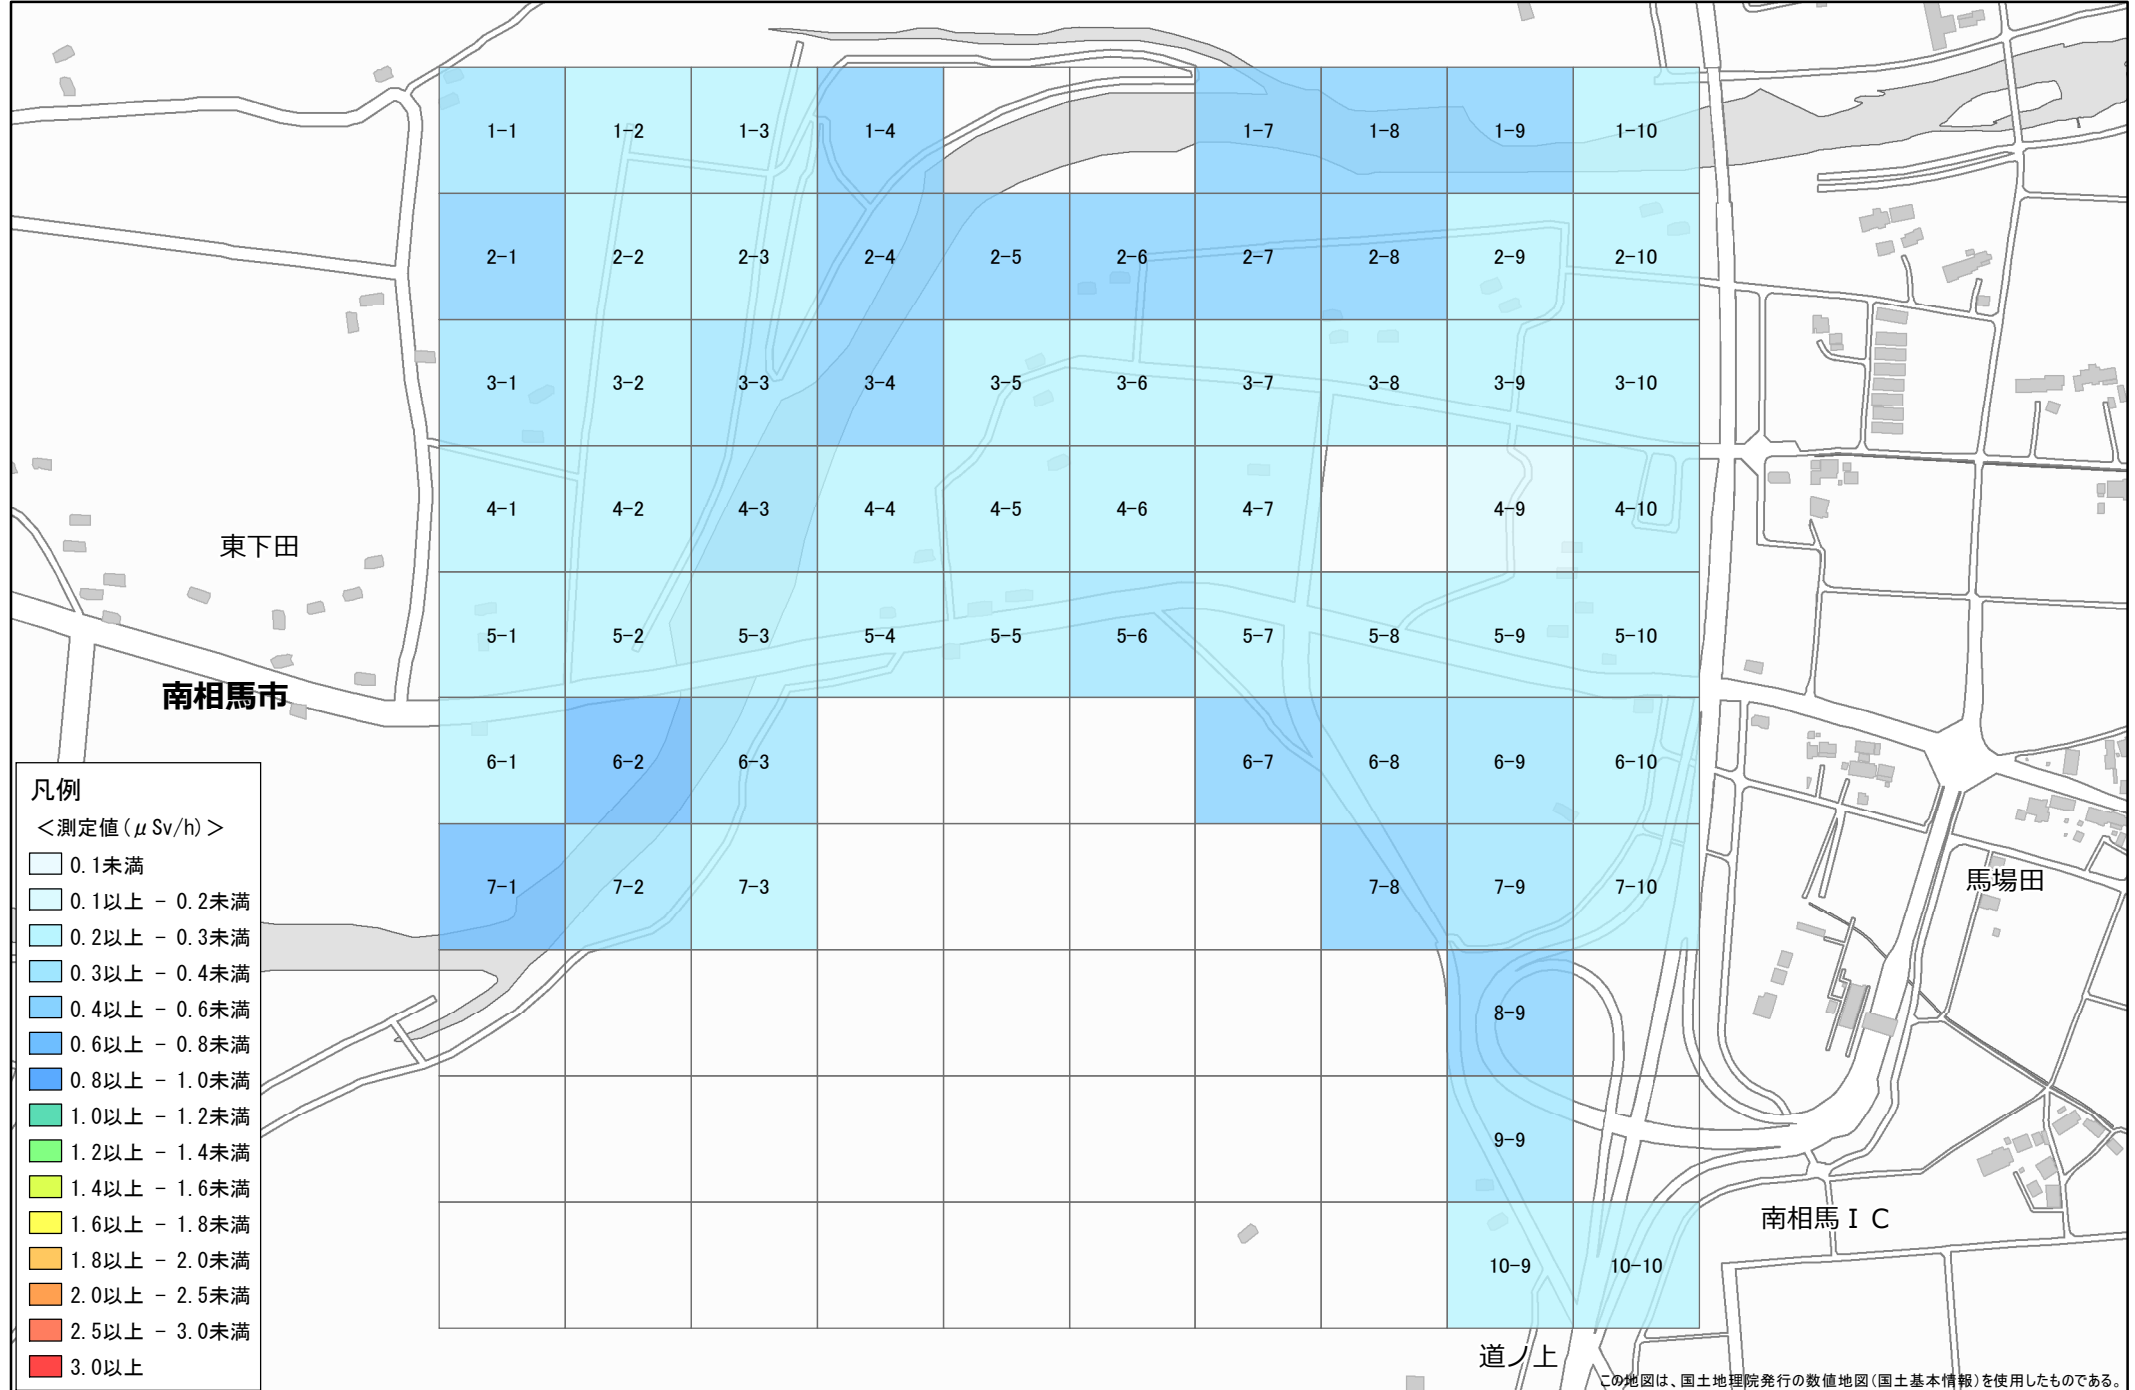 1-1 1-2 1-3 1-4 1-7 1-8 1-9 1-10
2-1 2-2 2-3 2-4 2-5 2-6 2-7 2-8 2-9 2-10
3-1 3-2 3-3 3-4 3-5 3-6 3-7 3-8 3-9 3-10
4-1 4-2 4-3 4-4 4-5 4-6 4-7 4-9 4-10
東下田
5-1 5-2 5-3 5-4 5-5 5-6 5-7 5-8 5-9 5-10
南相馬市
6-1 6-2 6-3 6-7 6-8 6-9 6-10
7-1 7-2 7-3 7-8 7-9 7-10
馬場田
8-9
9-9
南相馬ＩＣ
10-9 10-10
道ノ上
凡例
＜測定値(μSv/h)＞
0.1未満
0.1以上 - 0.2未満
0.2以上 - 0.3未満
0.3以上 - 0.4未満
0.4以上 - 0.6未満
0.6以上 - 0.8未満
0.8以上 - 1.0未満
1.0以上 - 1.2未満
1.2以上 - 1.4未満
1.4以上 - 1.6未満
1.6以上 - 1.8未満
1.8以上 - 2.0未満
2.0以上 - 2.5未満
2.5以上 - 3.0未満
3.0以上
この地図は、国土地理院発行の数値地図(国土基本情報)を使用したものである。